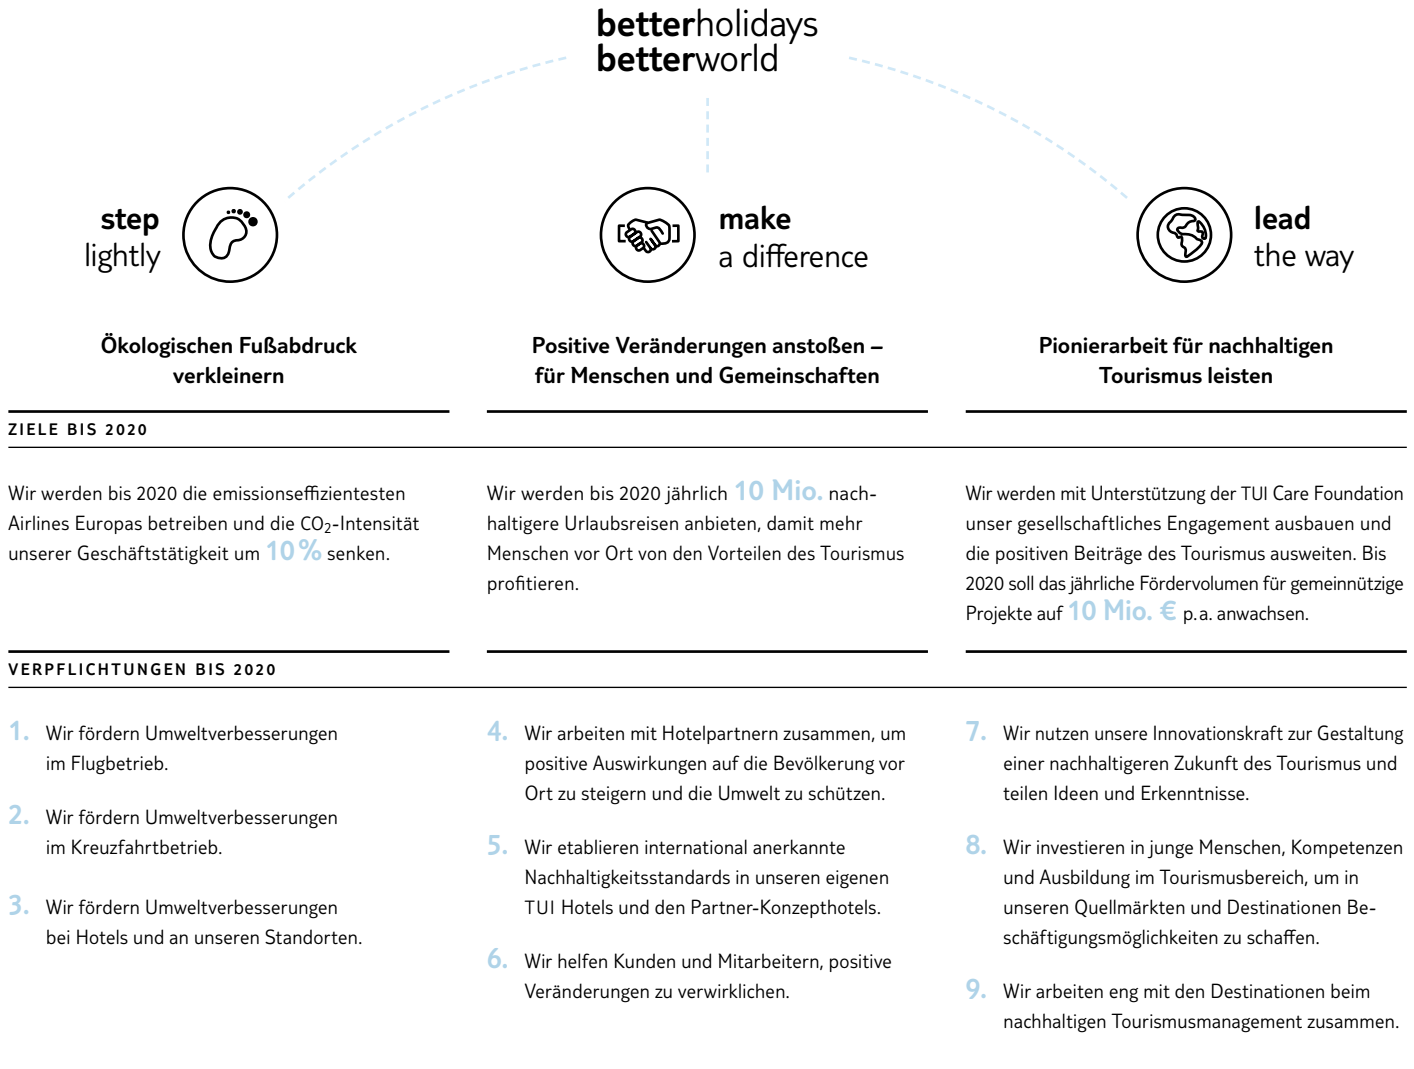 betterholidays
betterworld
step
lightly
make
a difference
lead
the way
Ökologischen Fußabdruck
verkleinern
Positive Veränderungen anstoßen –
für Menschen und Gemeinschaften
Pionierarbeit für nachhaltigen
Tourismus leisten
ZIELE BIS 2020
Wir werden bis 2020 die emissionseffizientesten
Airlines Europas betreiben und die CO₂-Intensität
unserer Geschäftstätigkeit um 10 % senken.
Wir werden bis 2020 jährlich 10 Mio. nach-
haltigere Urlaubsreisen anbieten, damit mehr
Menschen vor Ort von den Vorteilen des Tourismus
profitieren.
Wir werden mit Unterstützung der TUI Care Foundation
unser gesellschaftliches Engagement ausbauen und
die positiven Beiträge des Tourismus ausweiten. Bis
2020 soll das jährliche Fördervolumen für gemeinnützige
Projekte auf 10 Mio. € p. a. anwachsen.
VERPFLICHTUNGEN BIS 2020
1. Wir fördern Umweltverbesserungen
im Flugbetrieb.
2. Wir fördern Umweltverbesserungen
im Kreuzfahrtbetrieb.
3. Wir fördern Umweltverbesserungen
bei Hotels und an unseren Standorten.
4. Wir arbeiten mit Hotelpartnern zusammen, um
positive Auswirkungen auf die Bevölkerung vor
Ort zu steigern und die Umwelt zu schützen.
5. Wir etablieren international anerkannte
Nachhaltigkeitsstandards in unseren eigenen
TUI Hotels und den Partner-Konzepthotels.
6. Wir helfen Kunden und Mitarbeitern, positive
Veränderungen zu verwirklichen.
7. Wir nutzen unsere Innovationskraft zur Gestaltung
einer nachhaltigeren Zukunft des Tourismus und
teilen Ideen und Erkenntnisse.
8. Wir investieren in junge Menschen, Kompetenzen
und Ausbildung im Tourismusbereich, um in
unseren Quellmärkten und Destinationen Be-
schäftigungsmöglichkeiten zu schaffen.
9. Wir arbeiten eng mit den Destinationen beim
nachhaltigen Tourismusmanagement zusammen.